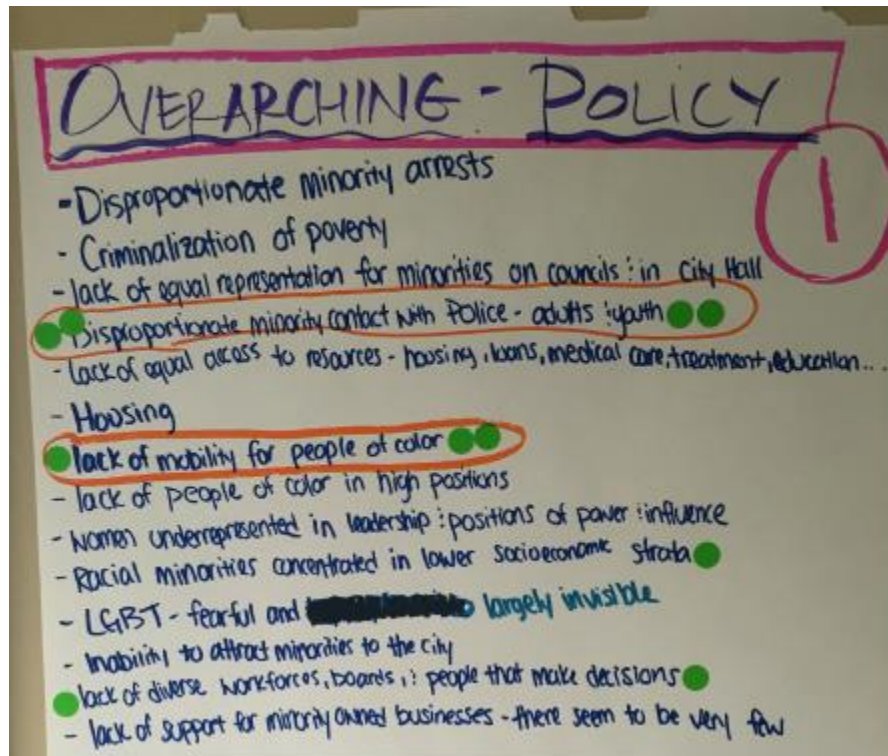 OVERARCHING - POLICY
1
- Disproportionate minority arrests
- Criminalization of poverty
- lack of equal representation for minorities on councils : in City Hall
- Disproportionate minority contact with Police - adults : youth
- Lack of equal access to resources - housing, loans, medical care, treatment, education...
- Housing
lack of mobility for people of color
- lack of people of color in high positions
- women underrepresented in leadership : positions of power : influence
- Racial minorities concentrated in lower socioeconomic strata
- LGBT - fearful and largely invisible
- Inability to attract minorities to the city
lack of diverse workforces, boards, : people that make decisions
- lack of support for minority owned businesses - there seem to be very few